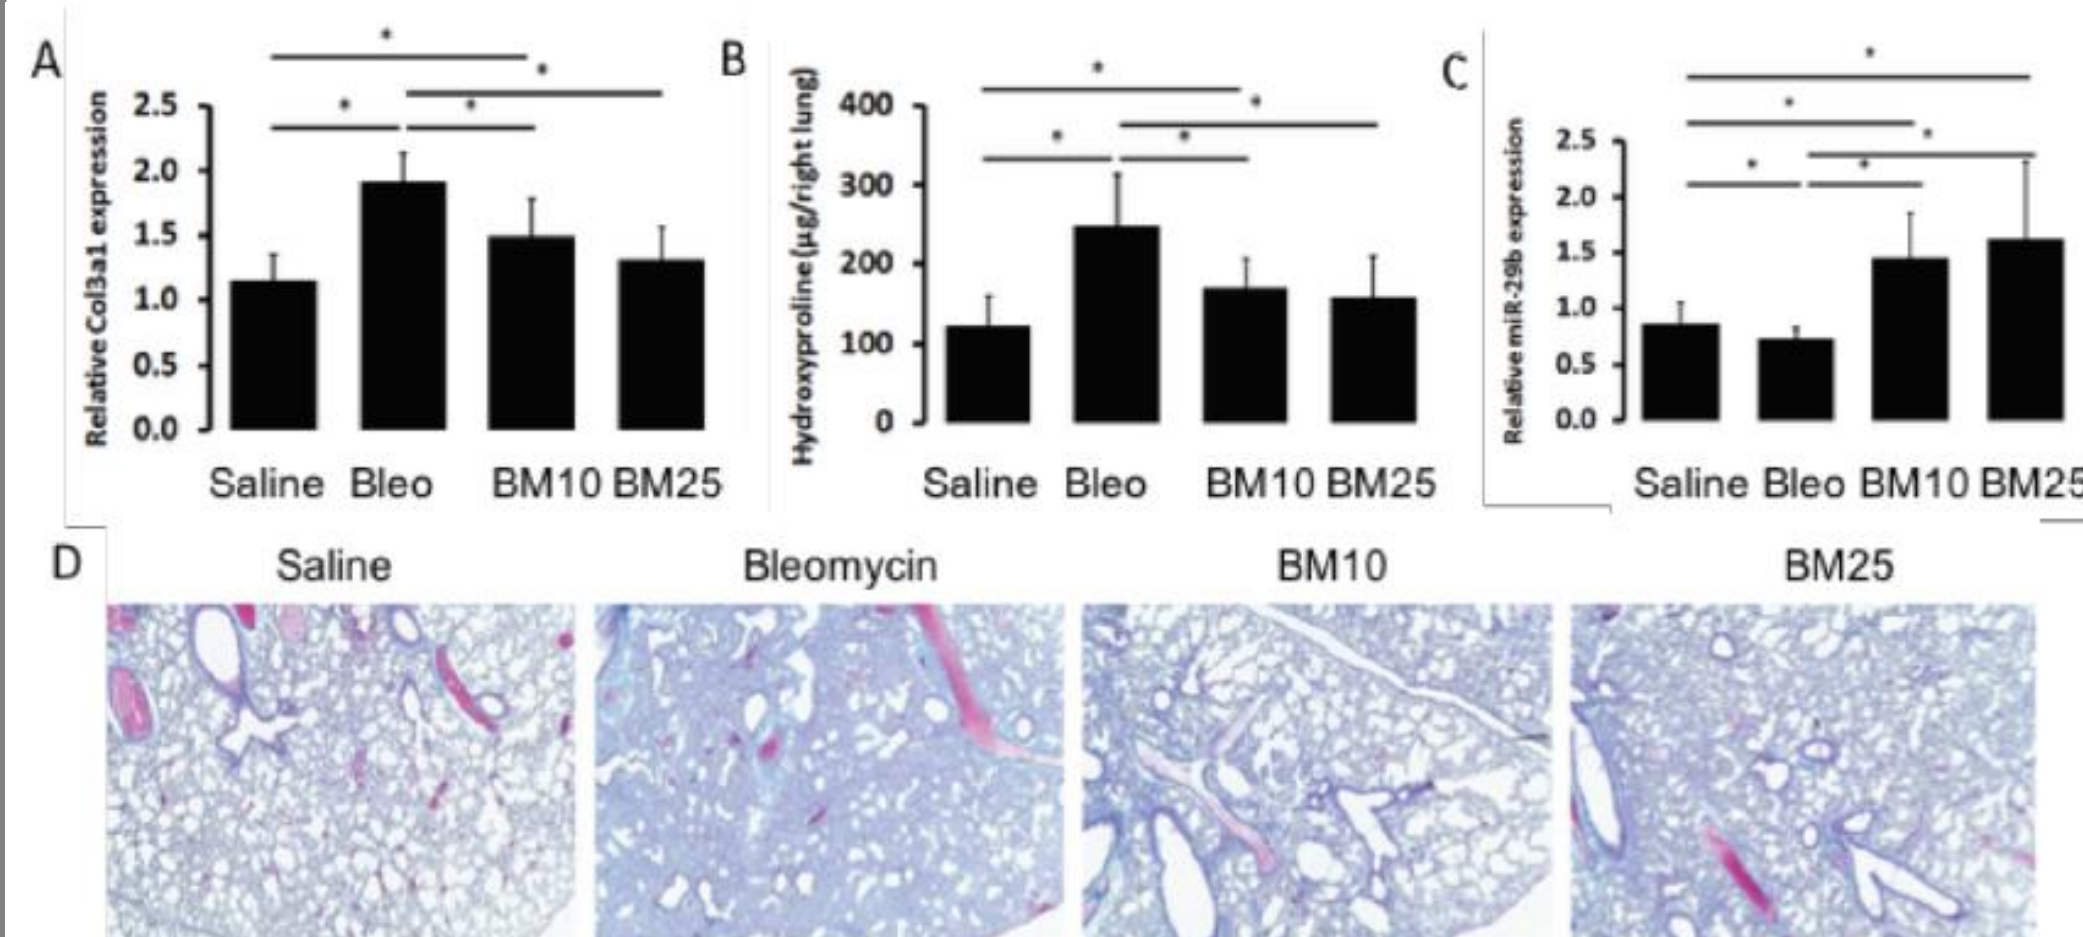 A
Relative Col3a1 expression
2.5
2.0
1.5
1.0
0.5
0.0
* * * *
Saline Bleo BM10 BM25
B
Hydroxyproline (µg/right lung)
400
300
200
100
0
* * * *
Saline Bleo BM10 BM25
C
Relative miR-29b expression
2.5
2.0
1.5
1.0
0.5
0.0
* * * * *
Saline Bleo BM10 BM25
D
Saline Bleomycin BM10 BM25